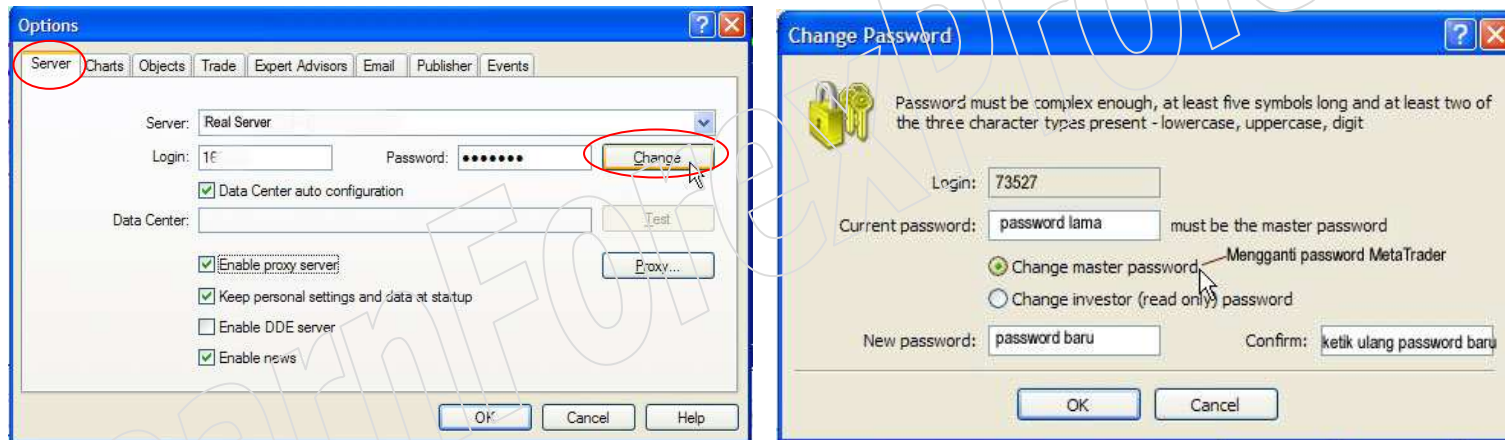 Options
Server Charts Objects Trade Expert Advisors Email Publisher Events
Server: Real Server
Login: 16 Password: ••••••• Change
Data Center auto configuration
Data Center: Test
Enable proxy server Proxy...
Keep personal settings and data at startup
Enable DDE server
Enable news
OK Cancel Help
Change Password
Password must be complex enough, at least five symbols long and at least two of
the three character types present - lowercase, uppercase, digit
Login: 73527
Current password: password lama must be the master password
Change master password Mengganti password MetaTrader
Change investor (read only) password
New password: password baru Confirm: ketik ulang password baru
OK Cancel